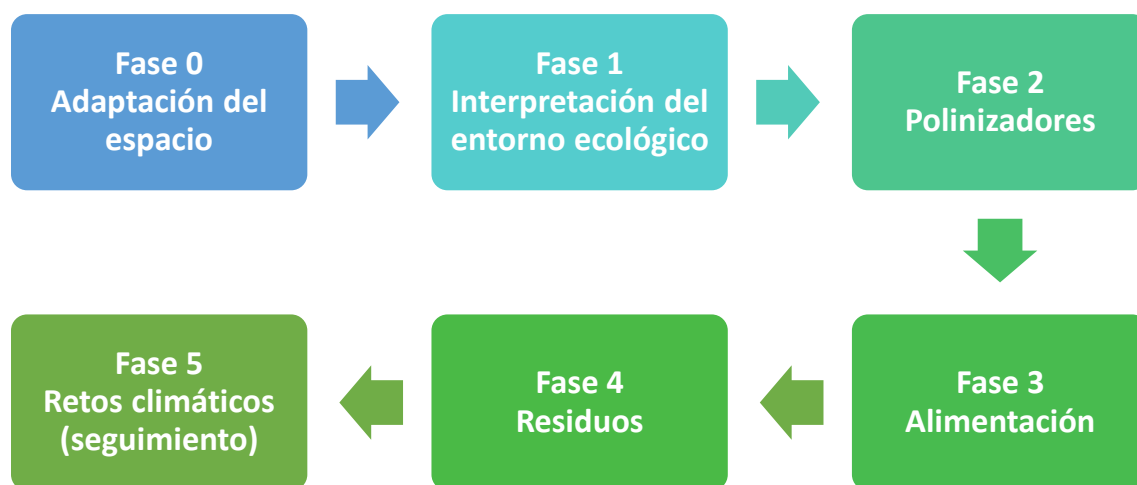 Fase 0
Adaptación del
espacio
Fase 1
Interpretación del
entorno ecológico
Fase 2
Polinizadores
Fase 3
Alimentación
Fase 4
Residuos
Fase 5
Retos climáticos
(seguimiento)